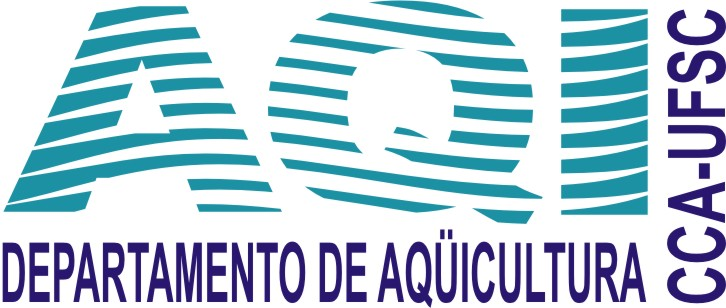 AQI
DEPARTAMENTO DE AQÜICULTURA
CCA-UFSC